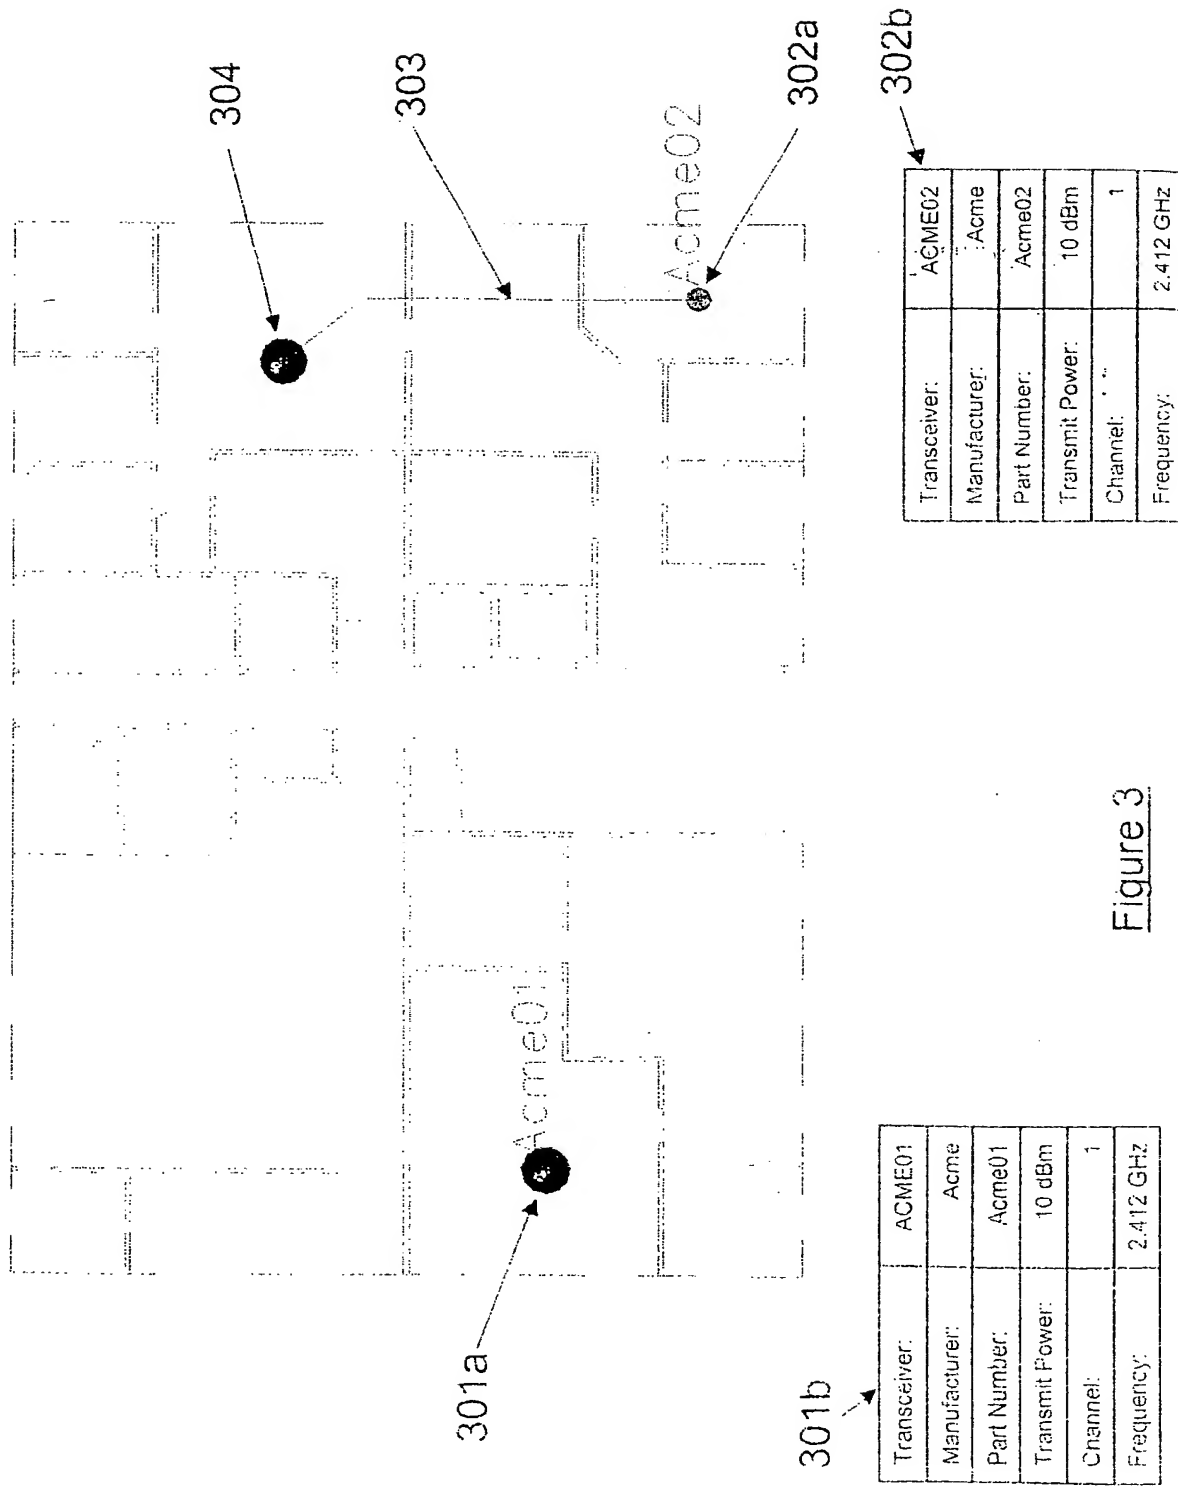 304
303
Acme02
302a
302b
Transceiver: ACME02
Manufacturer: Acme
Part Number: Acme02
Transmit Power: 10 dBm
Channel: 1
Frequency: 2.412 GHz
Acme01
301a
301b
Transceiver: ACME01
Manufacturer: Acme
Part Number: Acme01
Transmit Power: 10 dBm
Channel: 1
Frequency: 2.412 GHz
Figure 3